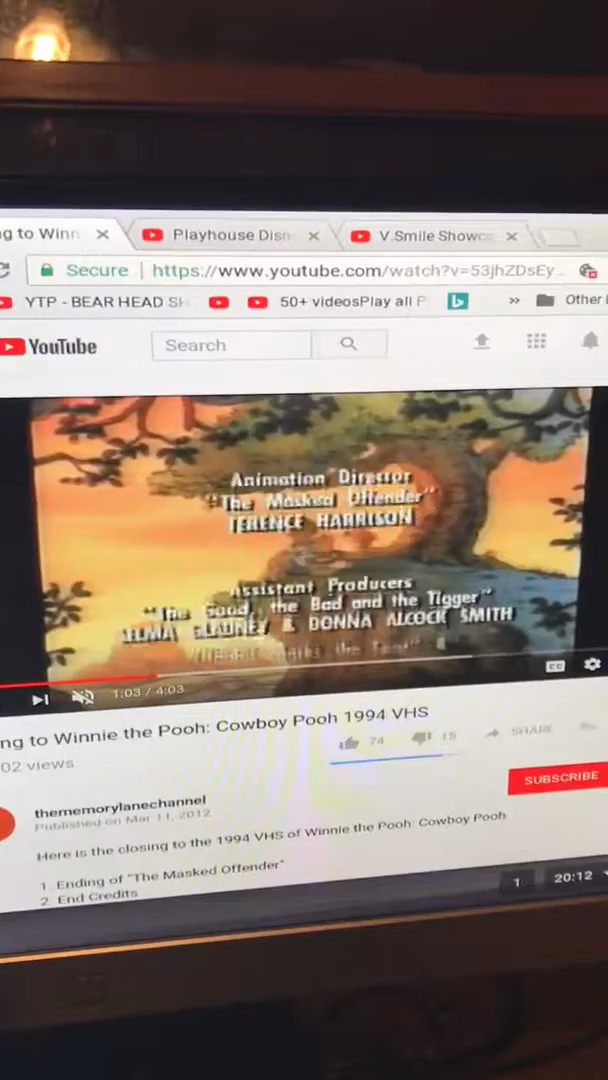 ng to Winn
Playhouse Disn
V.Smile Showc
Secure
https://www.youtube.com/watch?v=53jhZDsEy...
YTP - BEAR HEAD SH
50+ videosPlay all P
»
Other
YouTube
Search
Animation Director
"The Masked Offender"
TERENCE HARRISON
Assistant Producers
"The Good, the Bad and the Tigger"
& DONNA ALCOCK SMITH
CC
1:03 / 4:03
ng to Winnie the Pooh: Cowboy Pooh 1994 VHS
02 views
74
15
SHARE
SUBSCRIBE
thememorylanechannel
Published on Mar 11, 2012
Here is the closing to the 1994 VHS of Winnie the Pooh: Cowboy Pooh.
1. Ending of "The Masked Offender"
2. End Credits
1
20:12